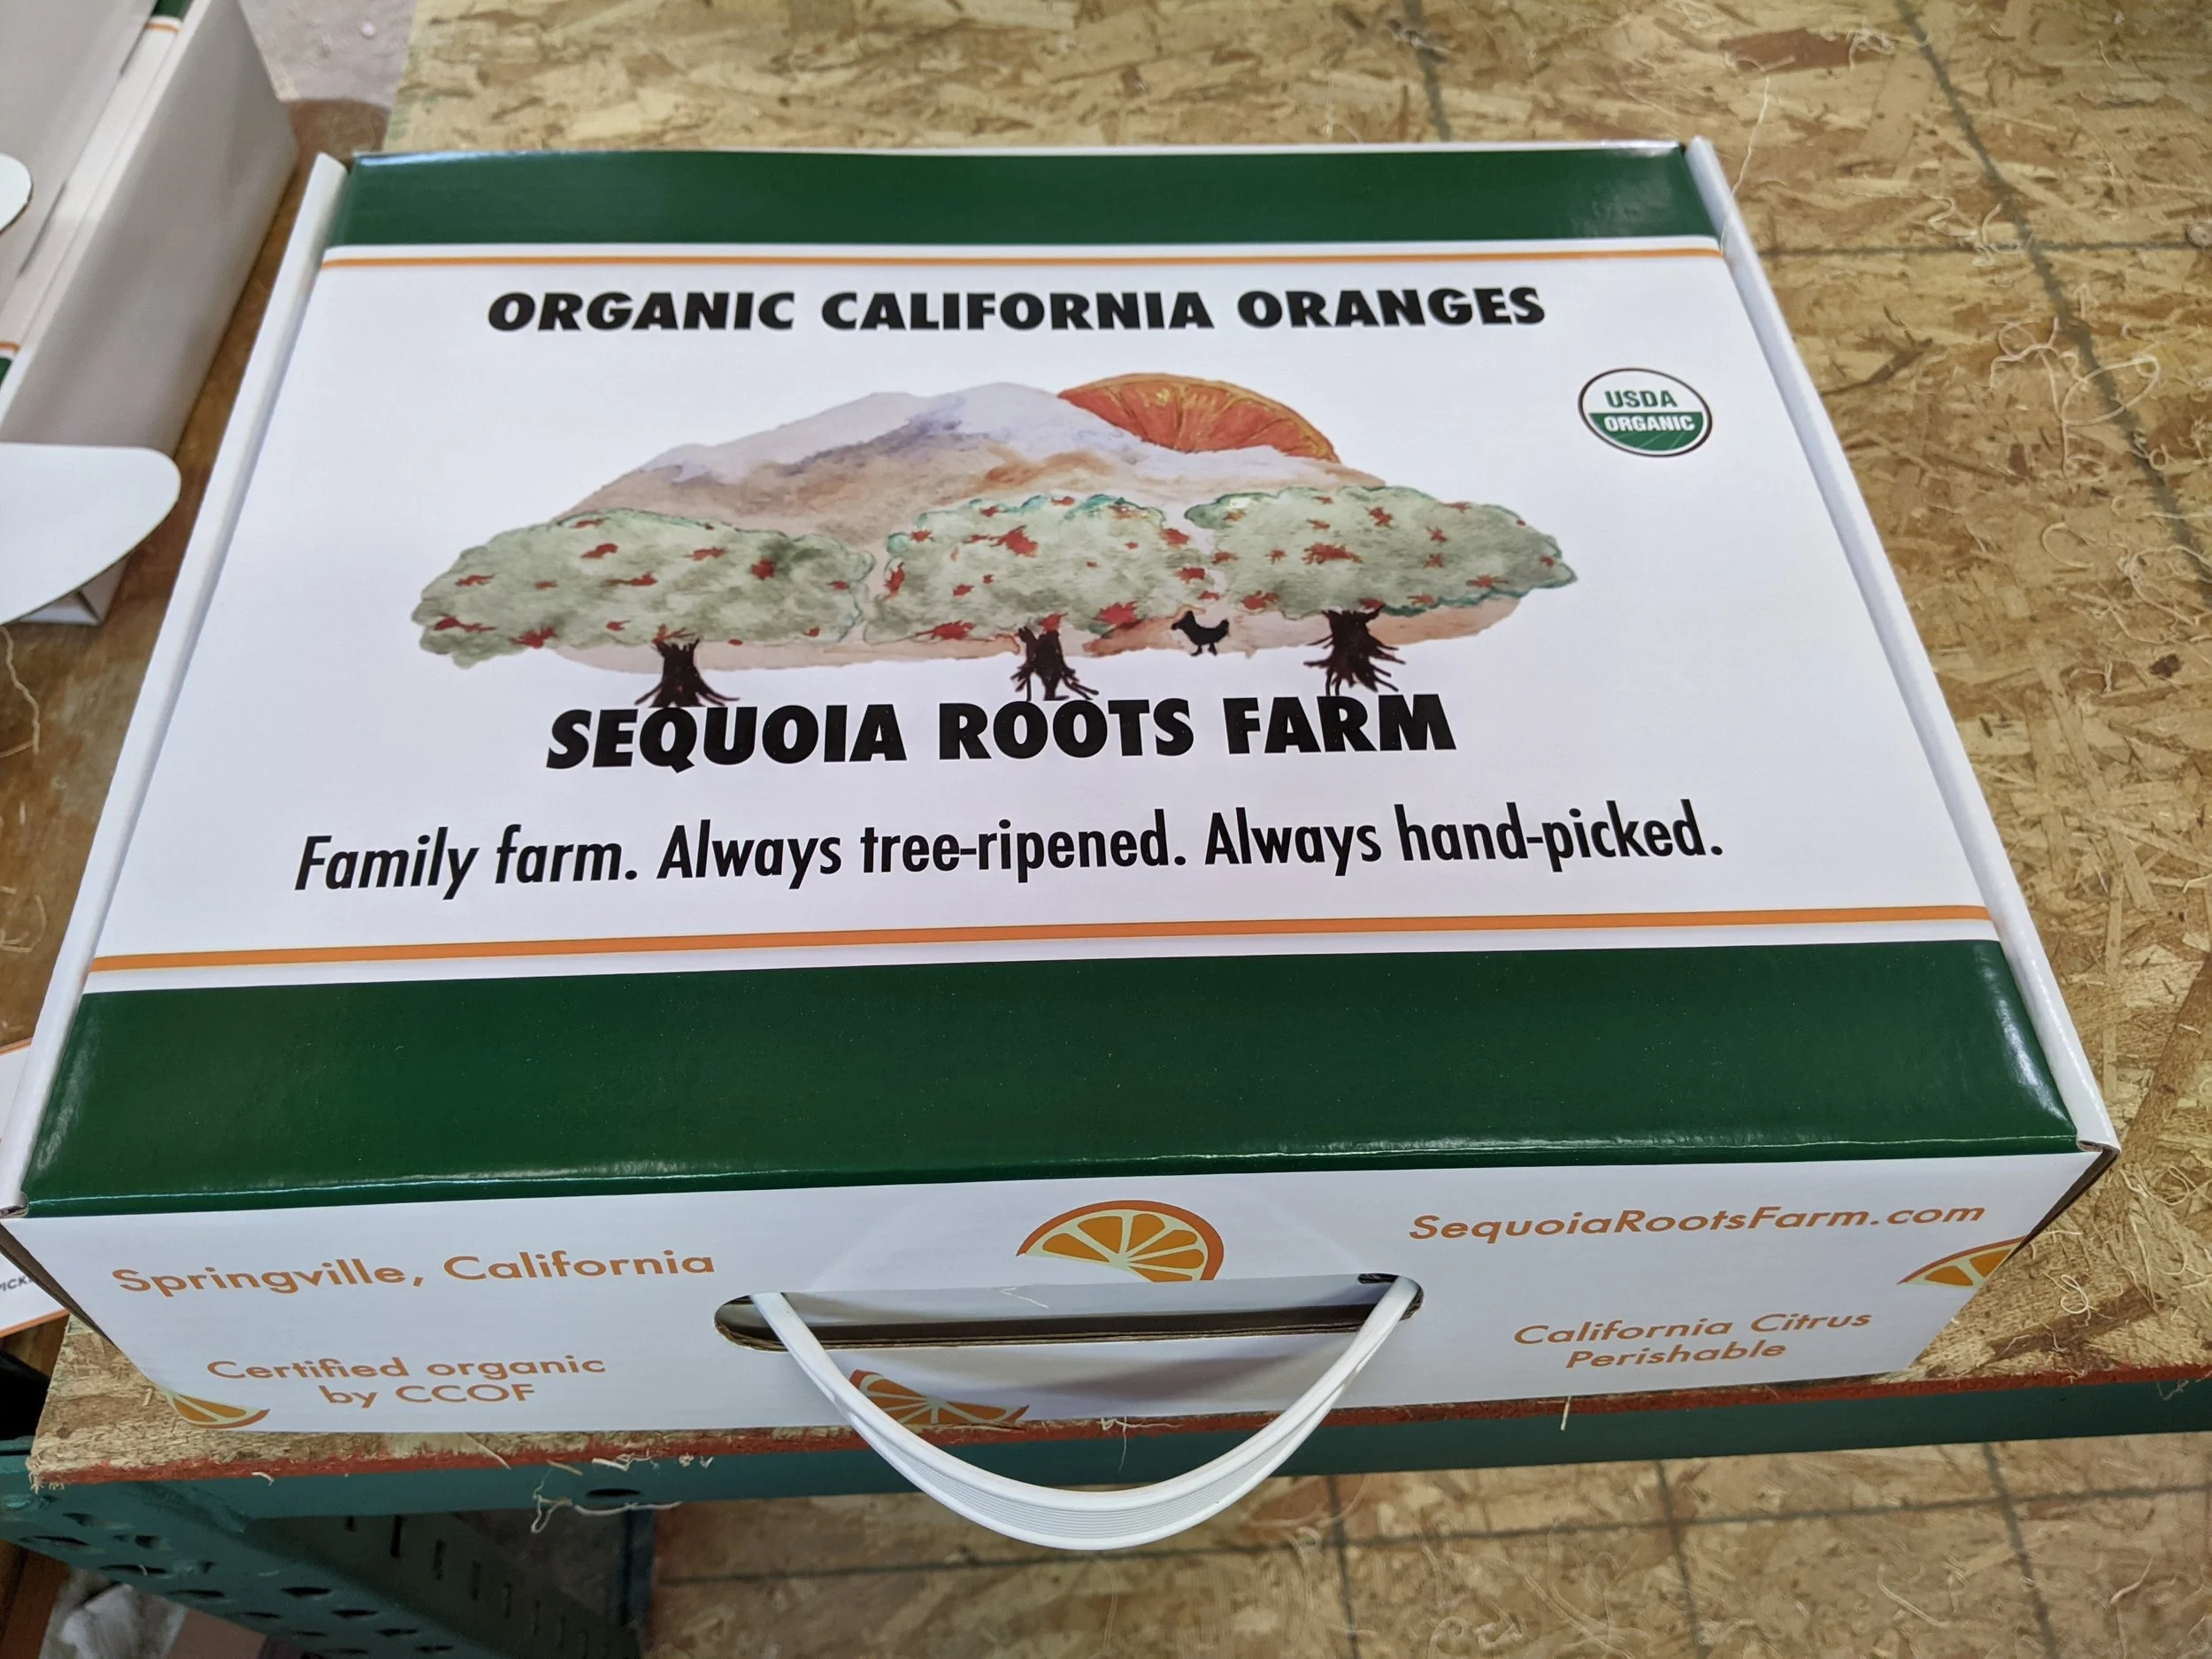 ORGANIC CALIFORNIA ORANGES
USDA
ORGANIC
SEQUOIA ROOTS FARM
Family farm. Always tree-ripened. Always hand-picked.
Springville, California
SequoiaRootsFarm.com
Certified organic
by CCOF
California Citrus
Perishable